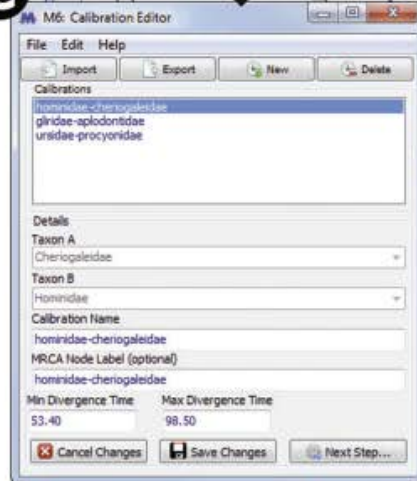 M6: Calibration Editor
File Edit Help
Import Export New Delete
Calibrations
hominidae-cheriogaleidae
gliridae-aplodontidae
ursidae-procyonidae
Details
Taxon A
Cheriogaleidae
Taxon B
Hominidae
Calibration Name
hominidae-cheriogaleidae
MRCA Node Label (optional)
hominidae-cheriogaleidae
Min Divergence Time Max Divergence Time
53.40 98.50
Cancel Changes Save Changes Next Step...